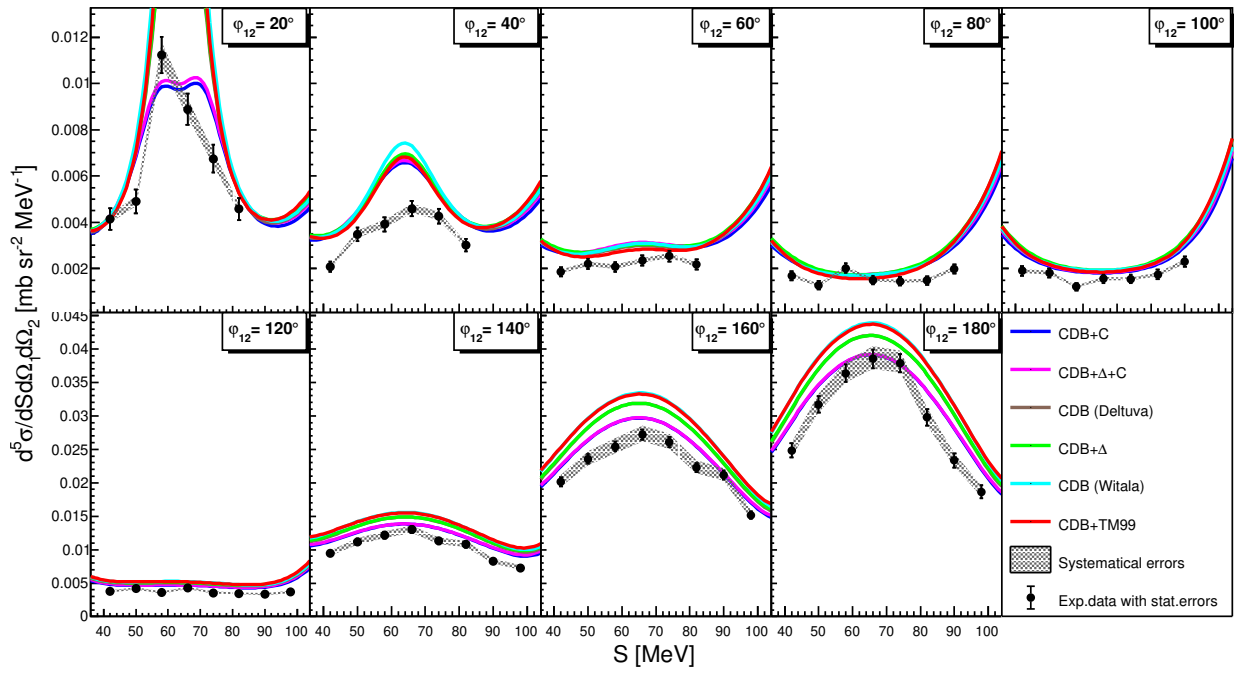 φ12= 20°
φ12= 40°
φ12= 60°
φ12= 80°
φ12= 100°
0.012
0.01
0.008
0.006
0.004
0.002
d⁵σ/dSdΩ₁dΩ₂ [mb sr⁻² MeV⁻¹]
φ12= 120°
φ12= 140°
φ12= 160°
φ12= 180°
0.045
0.04
0.035
0.03
0.025
0.02
0.015
0.01
0.005
0
CDB+C
CDB+Δ+C
CDB (Deltuva)
CDB+Δ
CDB (Witala)
CDB+TM99
Systematical errors
Exp.data with stat.errors
40 50 60 70 80 90 100
40 50 60 70 80 90 100
40 50 60 70 80 90 100
40 50 60 70 80 90 100
S [MeV]